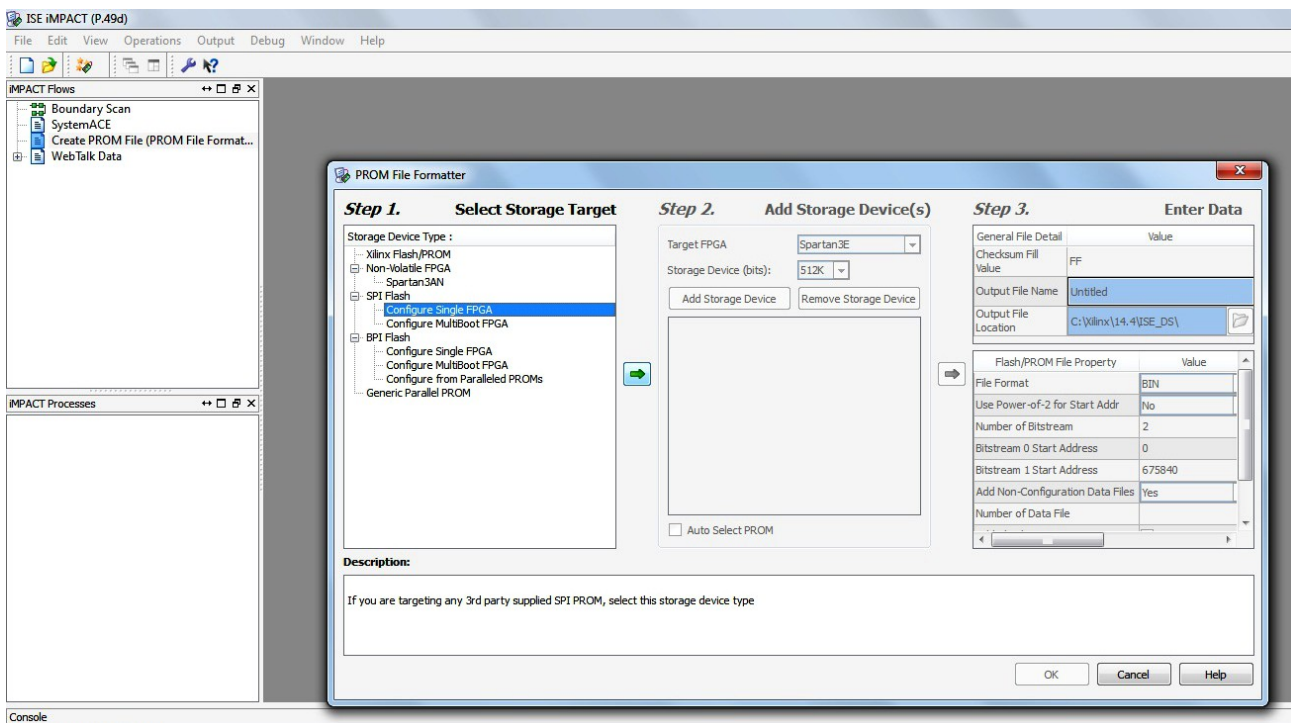 ISE iMPACT (P.49d)
File Edit View Operations Output Debug Window Help
iMPACT Flows
Boundary Scan
SystemACE
Create PROM File (PROM File Format...
WebTalk Data
iMPACT Processes
Console
PROM File Formatter
Step 1. Select Storage Target
Storage Device Type :
Xilinx Flash/PROM
Non-Volatile FPGA
Spartan3AN
SPI Flash
Configure Single FPGA
Configure MultiBoot FPGA
BPI Flash
Configure Single FPGA
Configure MultiBoot FPGA
Configure from Paralleled PROMs
Generic Parallel PROM
Step 2. Add Storage Device(s)
Target FPGA Spartan3E
Storage Device (bits): 512K
Add Storage Device Remove Storage Device
Auto Select PROM
Step 3. Enter Data
General File Detail Value
Checksum Fill Value FF
Output File Name Untitled
Output File Location C:\Xilinx\14.4\ISE_DS\
Flash/PROM File Property Value
File Format BIN
Use Power-of-2 for Start Addr No
Number of Bitstream 2
Bitstream 0 Start Address 0
Bitstream 1 Start Address 675840
Add Non-Configuration Data Files Yes
Number of Data File
Description:
If you are targeting any 3rd party supplied SPI PROM, select this storage device type
OK Cancel Help